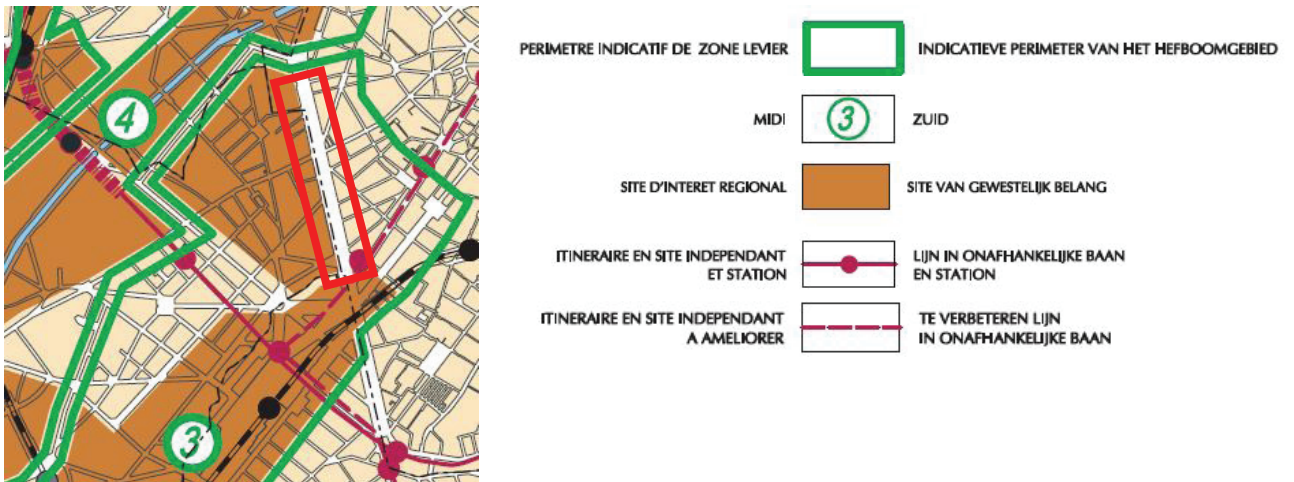 4
3
PERIMETRE INDICATIF DE ZONE LEVIER
INDICATIEVE PERIMETER VAN HET HEFBOOMGEBIED
MIDI
3
ZUID
SITE D'INTERET REGIONAL
SITE VAN GEWESTELIJK BELANG
ITINERAIRE EN SITE INDEPENDANT
ET STATION
LIJN IN ONAFHANKELIJKE BAAN
EN STATION
ITINERAIRE EN SITE INDEPENDANT
A AMELIORER
TE VERBETEREN LIJN
IN ONAFHANKELIJKE BAAN